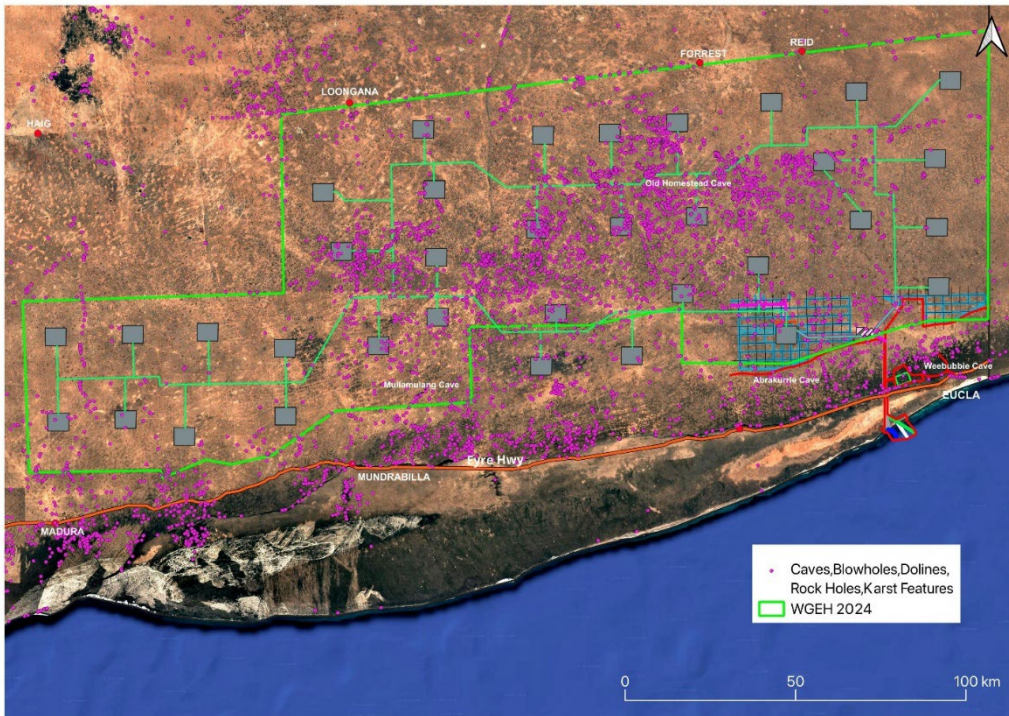 REID
FORREST
LOONGANA
HAIG
Old Homestead Cave
Mullamulang Cave
Abrakurrie Cave
Weebubbie Cave
EUCLA
Eyre Hwy
MUNDRABILLA
MADURA
Caves,Blowholes,Dolines,
Rock Holes,Karst Features
WGEH 2024
0 50 100 km